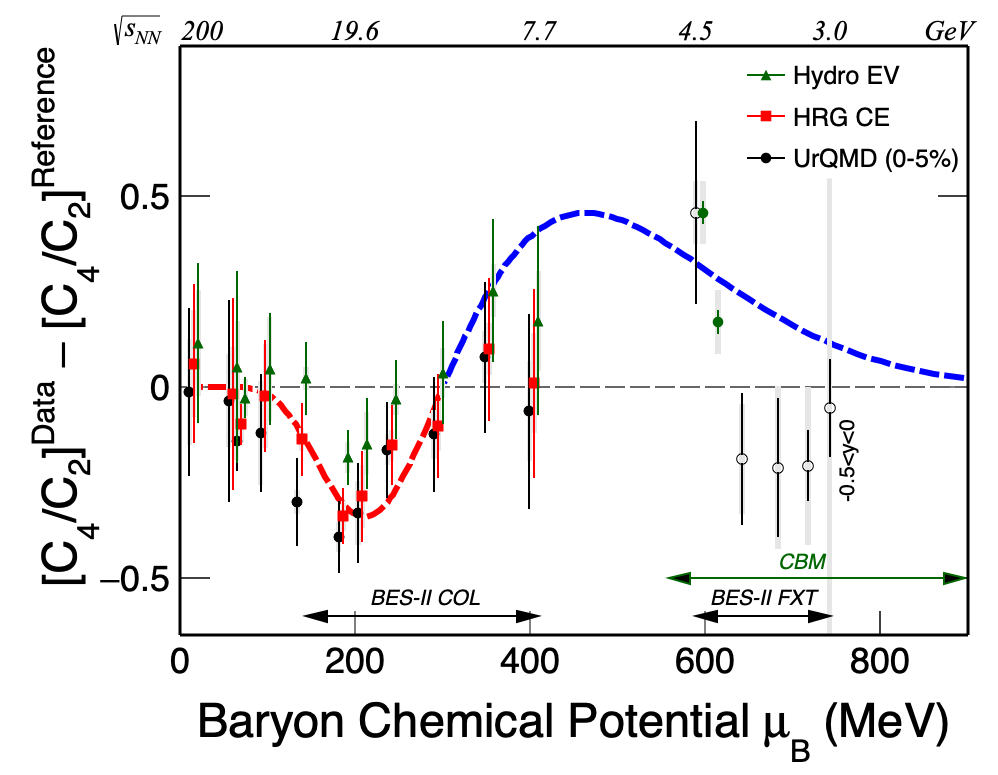 √sNN 200 19.6 7.7 4.5 3.0 GeV
Hydro EV
HRG CE
UrQMD (0-5%)
[C4/C2]Data − [C4/C2]Reference
0.5
0
−0.5
-0.5<y<0
CBM
BES-II COL
BES-II FXT
0 200 400 600 800
Baryon Chemical Potential μB (MeV)